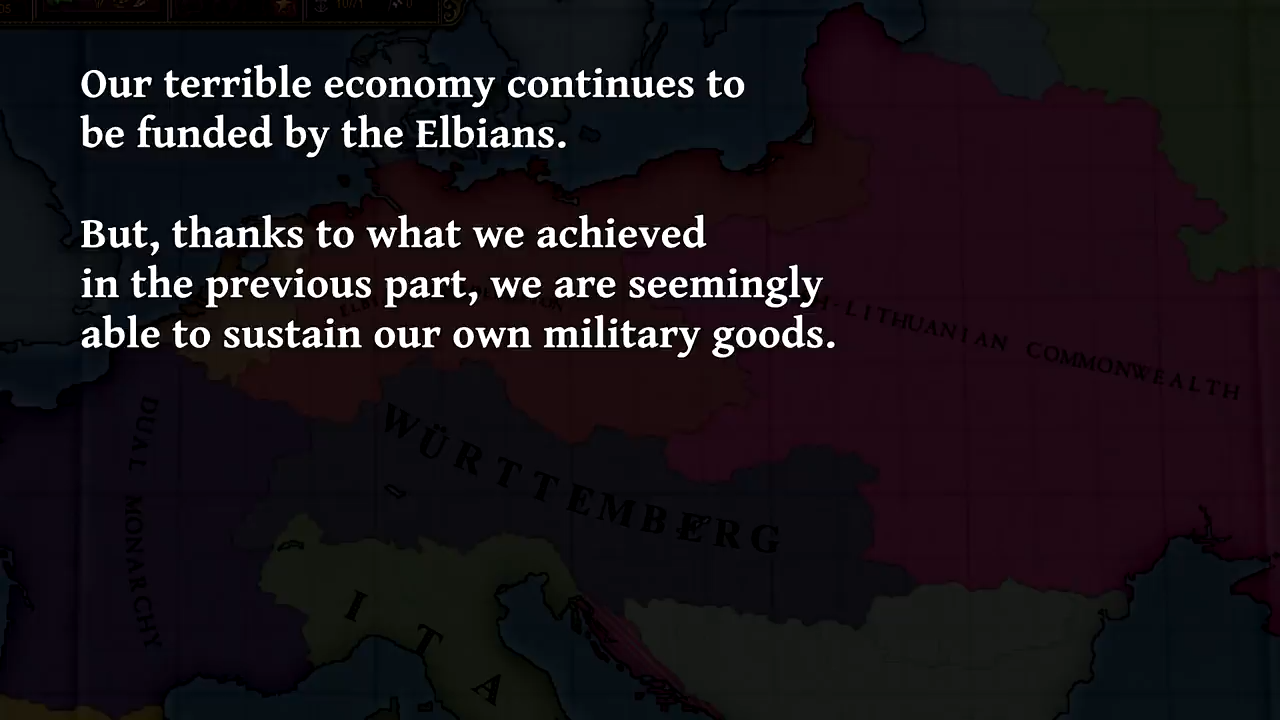 Our terrible economy continues to
be funded by the Elbians.
But, thanks to what we achieved
in the previous part, we are seemingly
able to sustain our own military goods.
H-LITHUANIAN COMMONWEALTH
DUAL MONARCHY
WÜRTTEMBERG
ITA